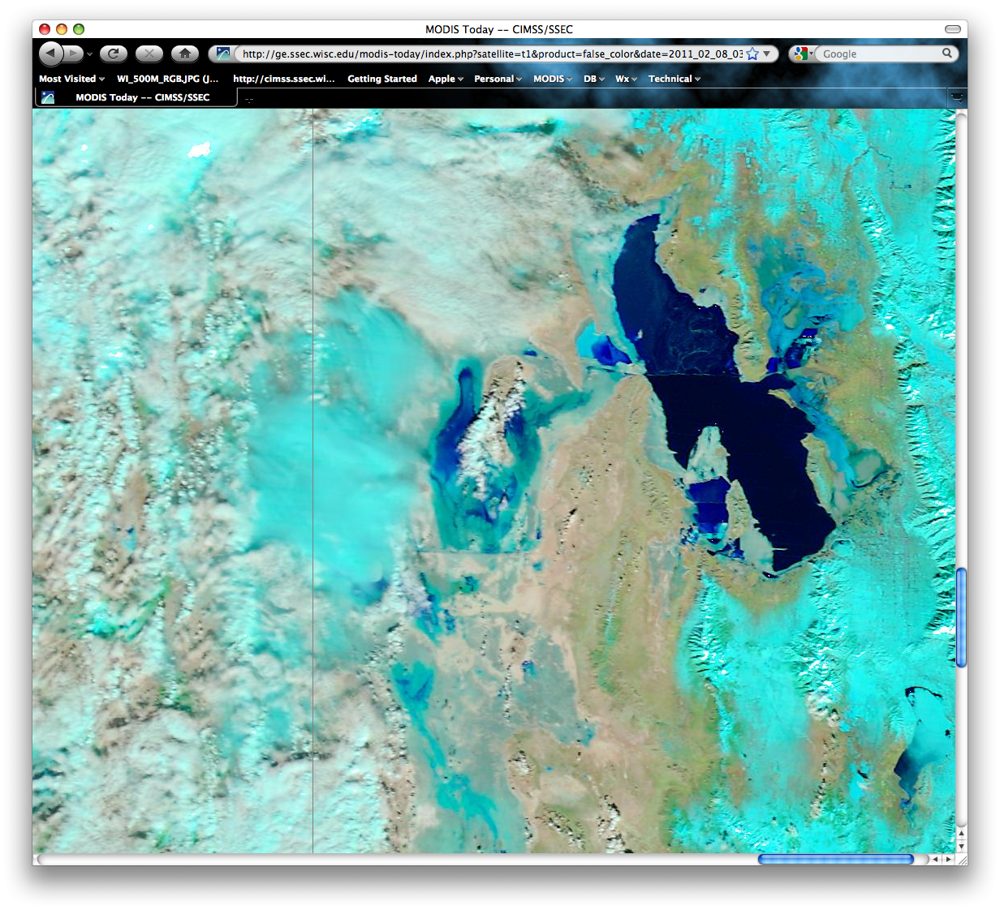 MODIS Today -- CIMSS/SSEC
http://ge.ssec.wisc.edu/modis-today/index.php?satellite=t1&product=false_color&date=2011_02_08_03
Google
Most Visited WI_500M_RGB.JPG (J... http://cimss.ssec.wi... Getting Started Apple Personal MODIS DB Wx Technical
MODIS Today -- CIMSS/SSEC